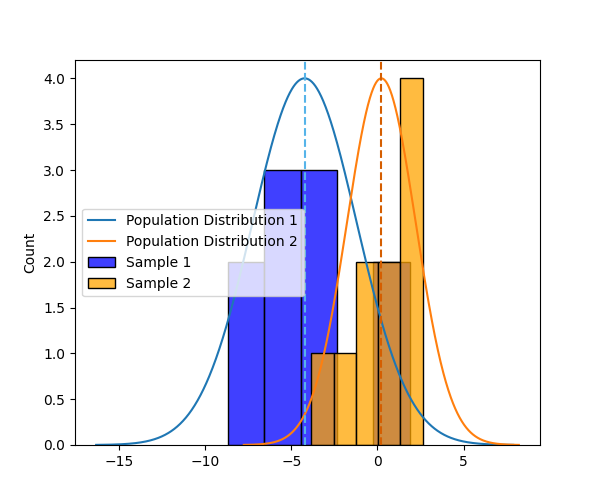 4.0
3.5
3.0
2.5
2.0
1.5
1.0
0.5
0.0
Count
Population Distribution 1
Population Distribution 2
Sample 1
Sample 2
−15
−10
−5
0
5